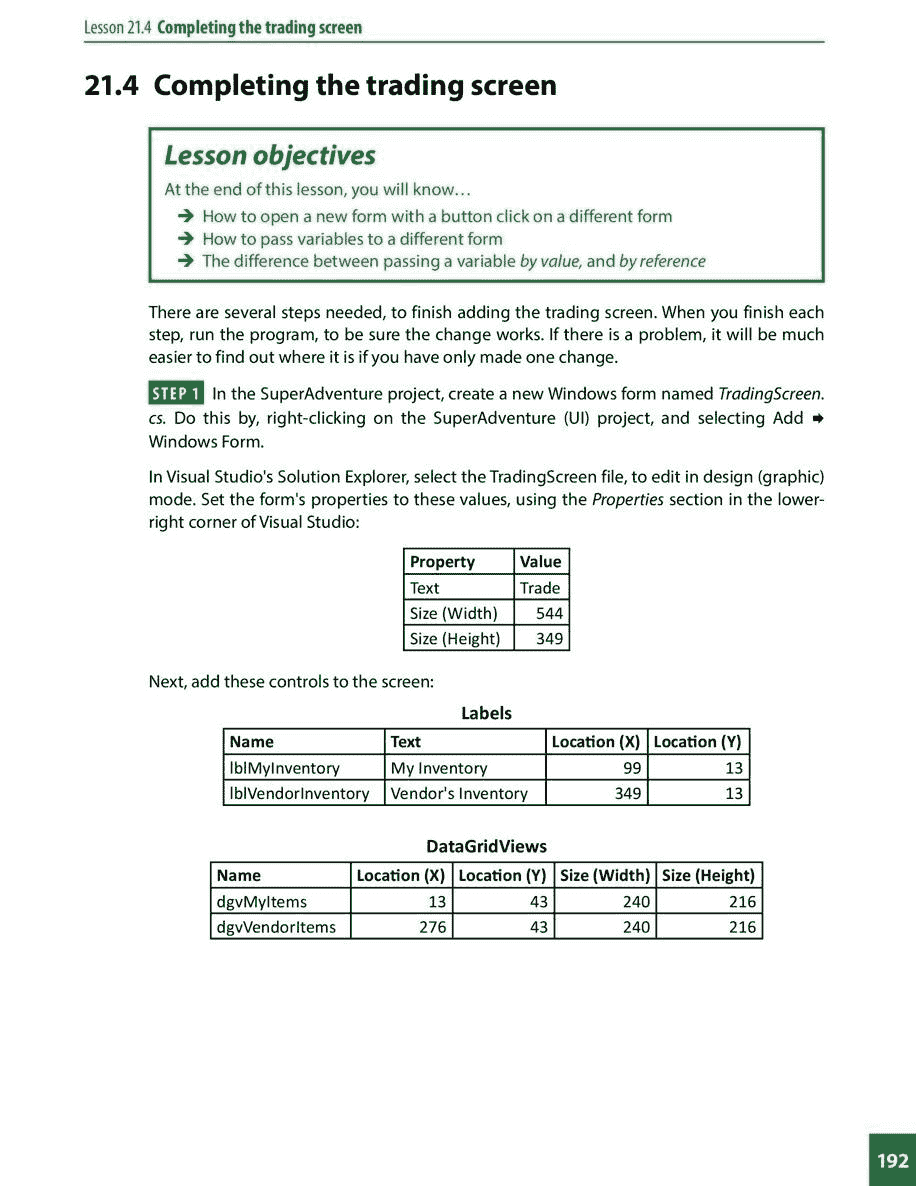 Lesson 21.4 Completing the trading screen
21.4 Completing the trading screen
Lesson objectives
At the end of this lesson, you will know…
➔ How to open a new form with a button click on a different form
➔ How to pass variables to a different form
➔ The difference between passing a variable by value, and by reference
There are several steps needed, to finish adding the trading screen. When you finish each
step, run the program, to be sure the change works. If there is a problem, it will be much
easier to find out where it is if you have only made one change.
STEP 1 In the SuperAdventure project, create a new Windows form named TradingScreen.
cs. Do this by, right-clicking on the SuperAdventure (UI) project, and selecting Add ➡
Windows Form.
In Visual Studio's Solution Explorer, select the TradingScreen file, to edit in design (graphic)
mode. Set the form's properties to these values, using the Properties section in the lower-
right corner of Visual Studio:
Property Value
Text Trade
Size (Width) 544
Size (Height) 349
Next, add these controls to the screen:
Labels
Name Text Location (X) Location (Y)
lblMyInventory My Inventory 99 13
lblVendorInventory Vendor's Inventory 349 13
DataGridViews
Name Location (X) Location (Y) Size (Width) Size (Height)
dgvMyItems 13 43 240 216
dgvVendorItems 276 43 240 216
192